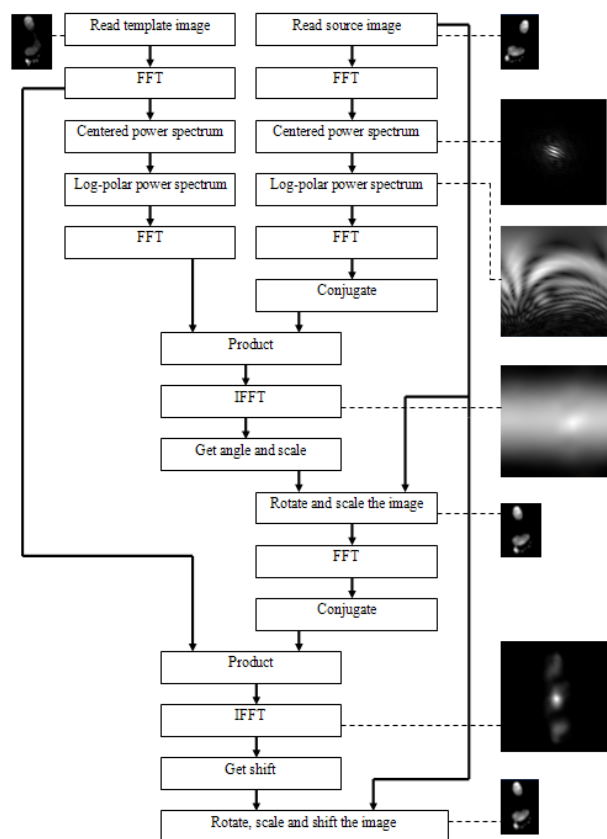 Read template image
Read source image
FFT
FFT
Centered power spectrum
Centered power spectrum
Log-polar power spectrum
Log-polar power spectrum
FFT
FFT
Conjugate
Product
IFFT
Get angle and scale
Rotate and scale the image
FFT
Conjugate
Product
IFFT
Get shift
Rotate, scale and shift the image